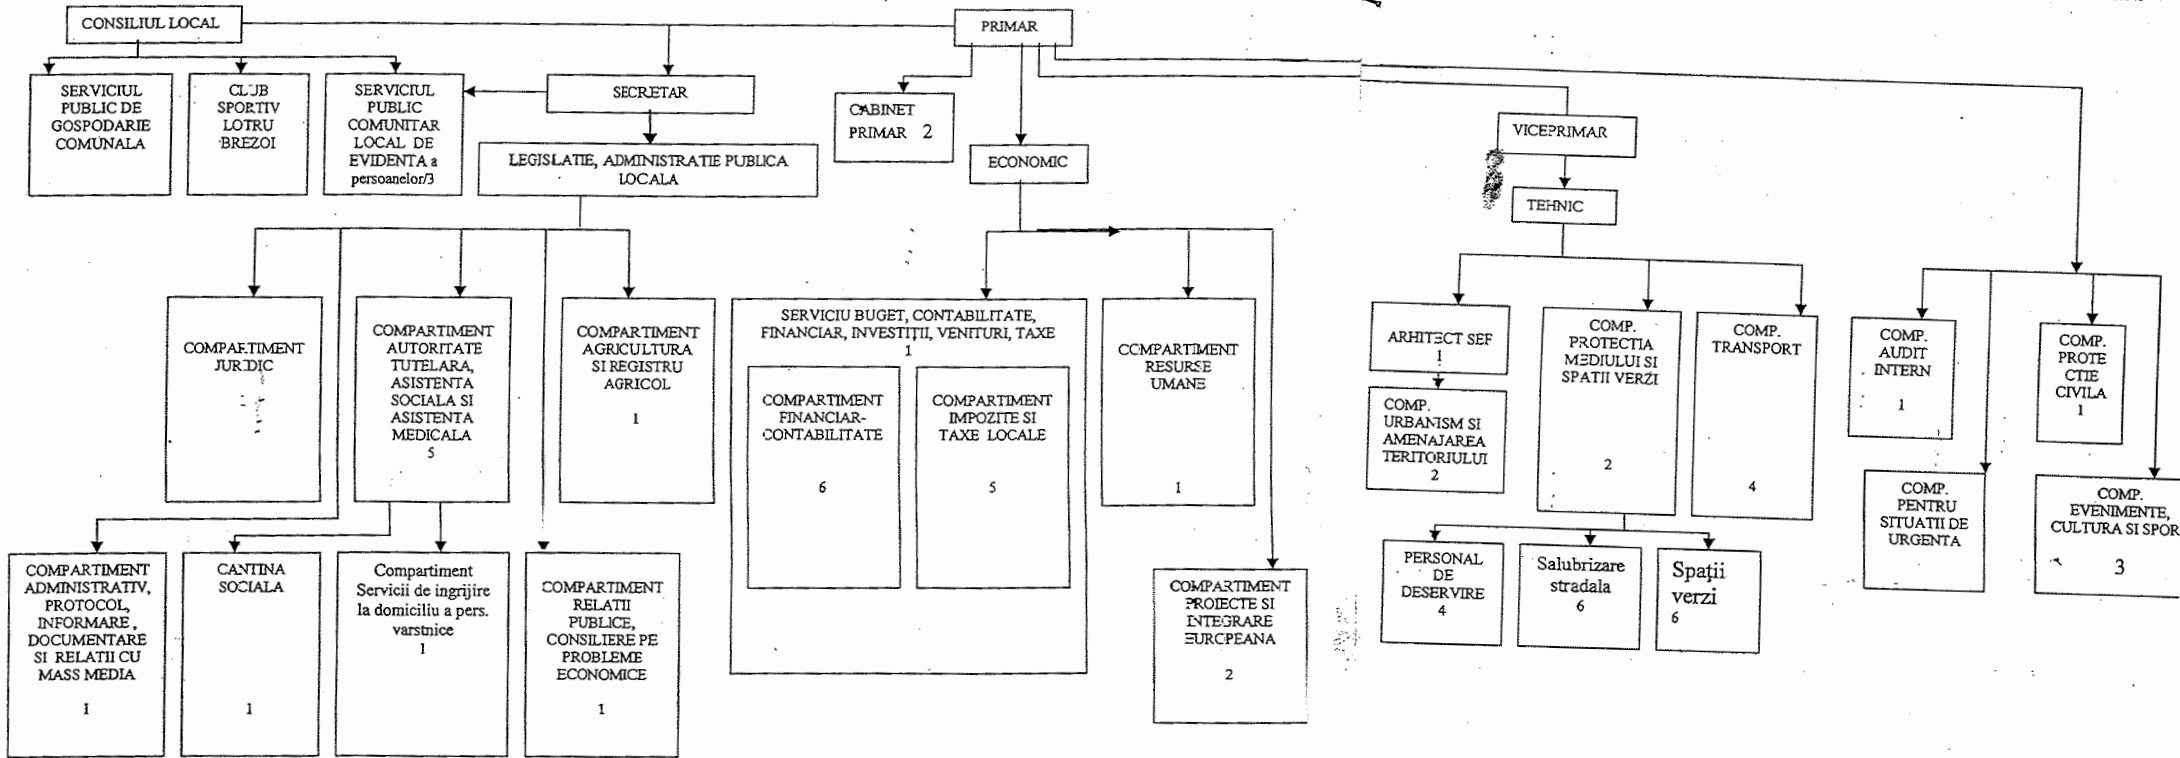 CONSILIUL LOCAL
PRIMAR
SERVICIUL
PUBLIC DE
GOSPODARIE
COMUNALA
CLUB
SPORTIV
LOTRU
BREZOI
SERVICIUL
PUBLIC
COMUNITAR
LOCAL DE
EVIDENTA a
persoanelor/3
SECRETAR
LEGISLATIE, ADMINISTRATIE PUBLICA
LOCALA
CABINET
PRIMAR 2
ECONOMIC
VICEPRIMAR
TEHNIC
COMPARTIMENT
JURIDIC
COMPARTIMENT
AUTORITATE
TUTELARA,
ASISTENTA
SOCIALA SI
ASISTENTA
MEDICALA
5
COMPARTIMENT
AGRICULTURA
SI REGISTRU
AGRICOL
1
SERVICIU BUGET, CONTABILITATE,
FINANCIAR, INVESTIȚII, VENITURI, TAXE
1
COMPARTIMENT
FINANCIAR-
CONTABILITATE
6
COMPARTIMENT
IMPOZITE SI
TAXE LOCALE
5
COMPARTIMENT
RESURSE
UMANE
1
ARHITECT SEF
1
COMP.
URBANISM SI
AMENAJAREA
TERITORIULUI
2
COMP.
PROTECTIA
MEDIULUI SI
SPATII VERZI
2
COMP.
TRANSPORT
4
COMP.
AUDIT
INTERN
1
COMP.
PROTE
CTIE
CIVILA
1
COMP.
PENTRU
SITUATII DE
URGENTA
COMP.
EVENIMENTE,
CULTURA SI SPOR
3
COMPARTIMENT
ADMINISTRATIV,
PROTOCOL,
INFORMARE,
DOCUMENTARE
SI RELATII CU
MASS MEDIA
1
CANTINA
SOCIALA
1
Compartiment
Servicii de ingrijire
la domiciliu a pers.
varstnice
1
COMPARTIMENT
RELATII
PUBLICE,
CONSILIERE PE
PROBLEME
ECONOMICE
1
COMPARTIMENT
PROIECTE SI
INTEGRARE
EUROPEANA
2
PERSONAL
DE
DESERVIRE
4
Salubrizare
stradala
6
Spații
verzi
6